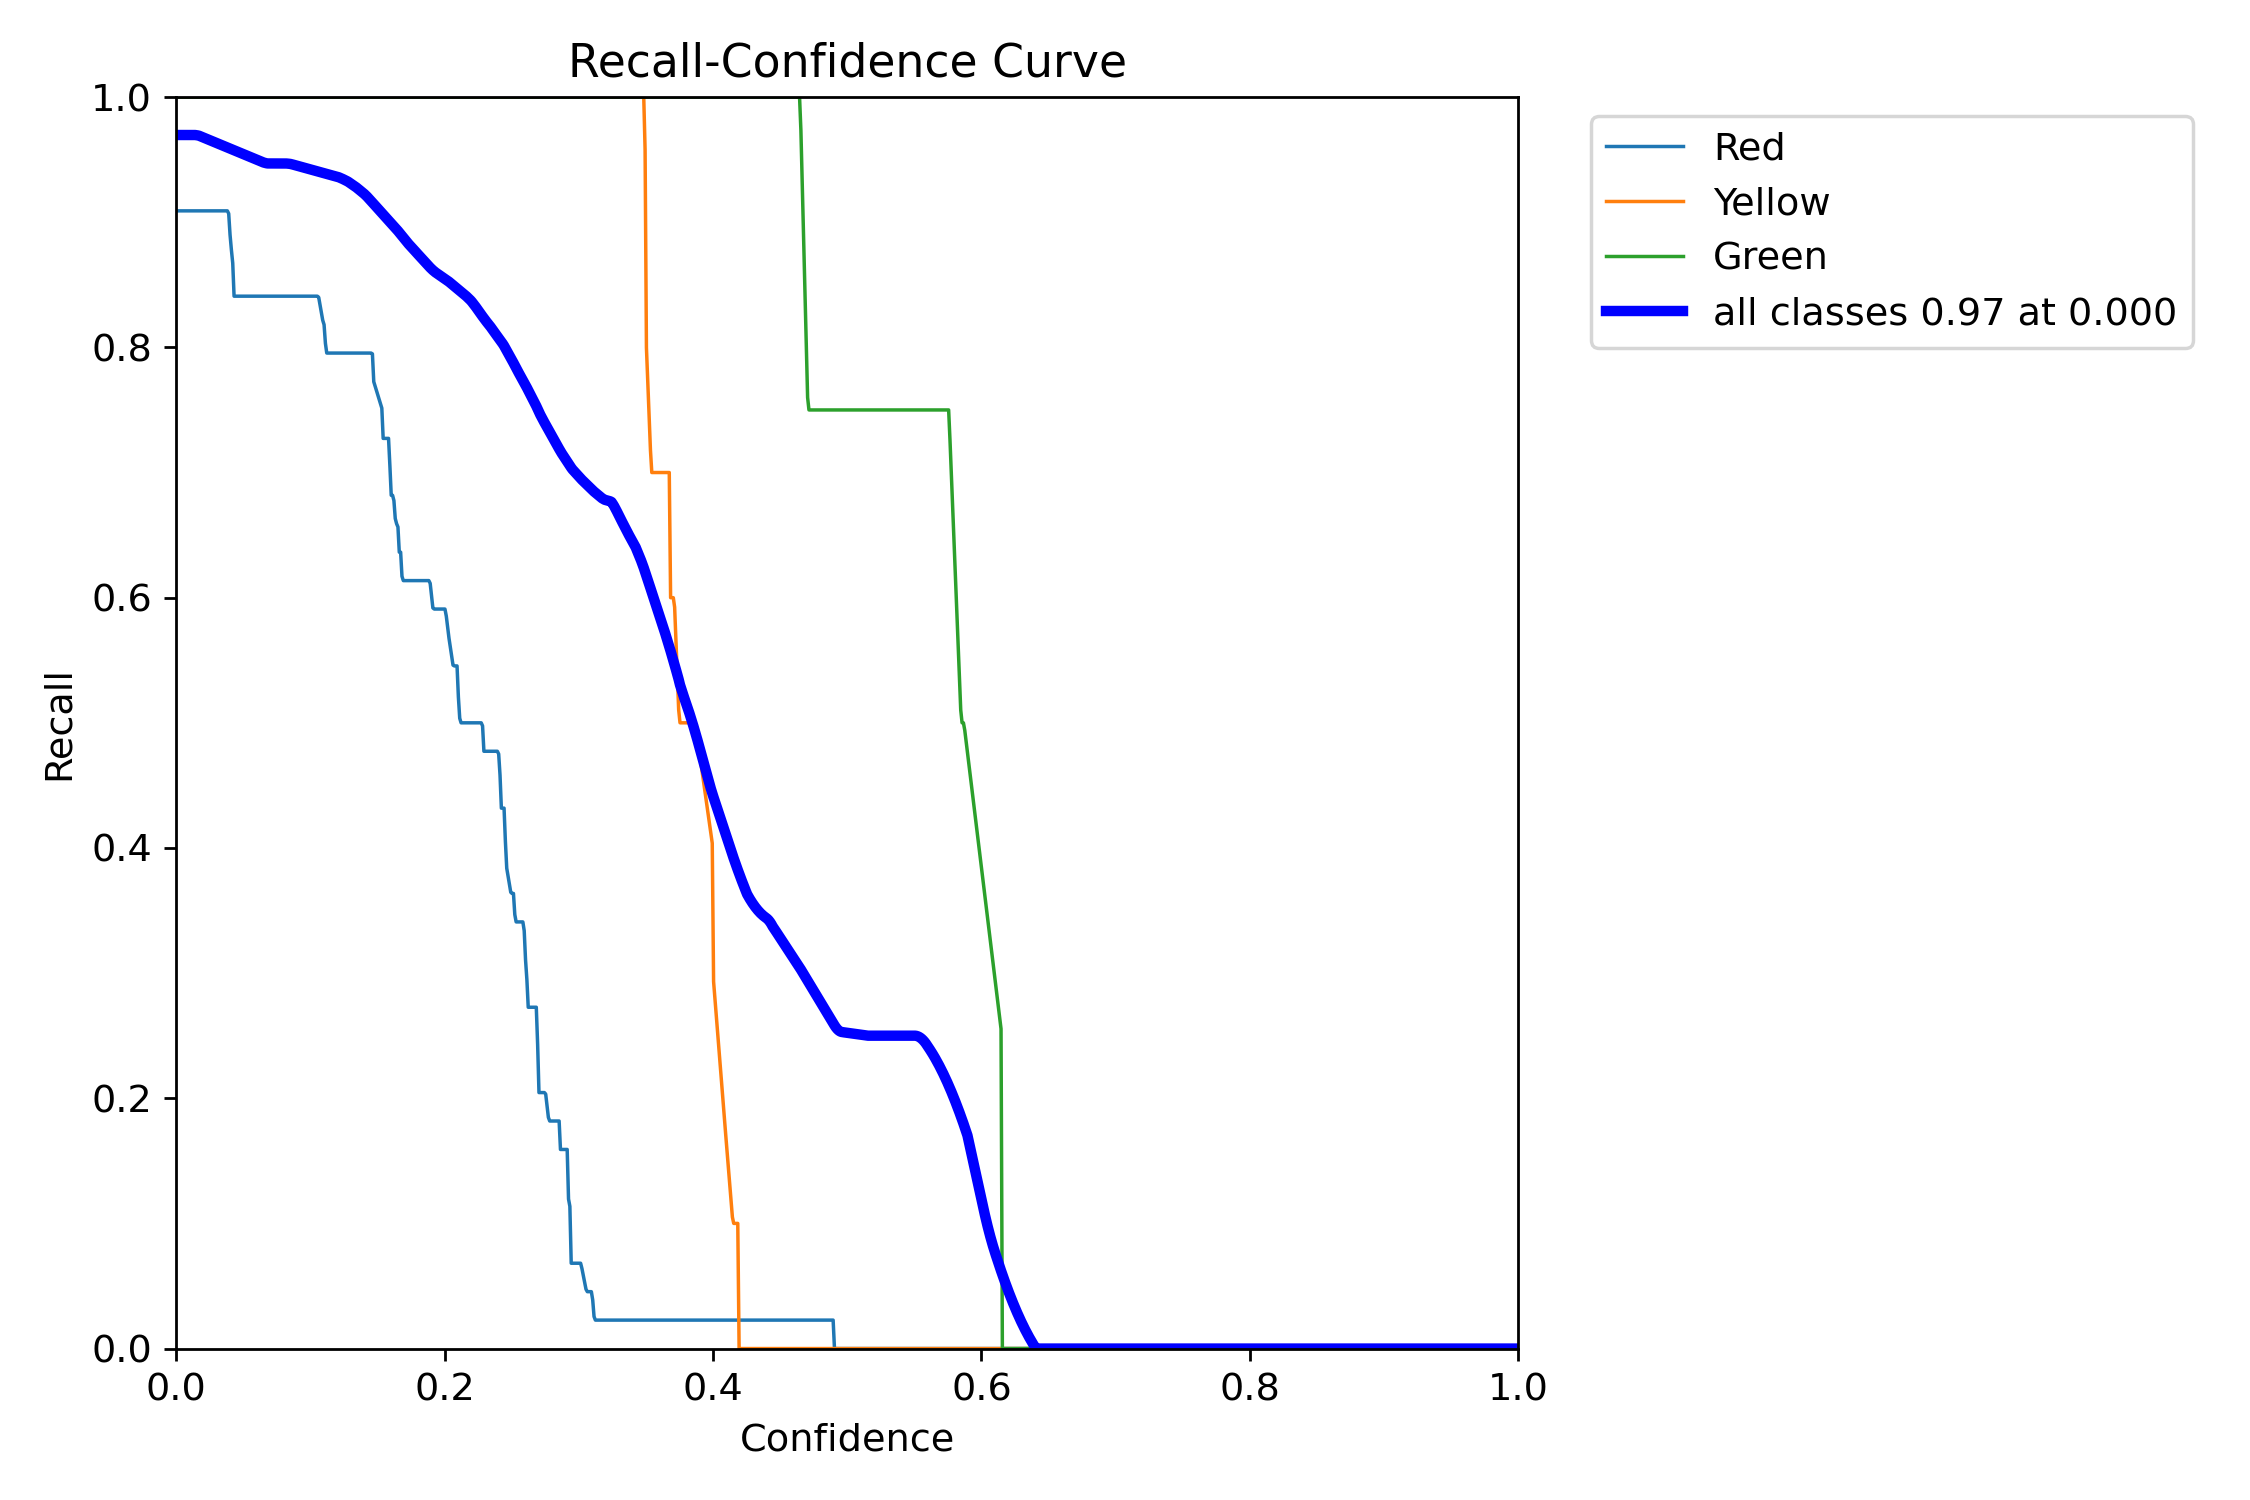 Recall-Confidence Curve
1.0
0.8
0.6
0.4
0.2
0.0
Recall
0.0 0.2 0.4 0.6 0.8 1.0
Confidence
Red
Yellow
Green
all classes 0.97 at 0.000